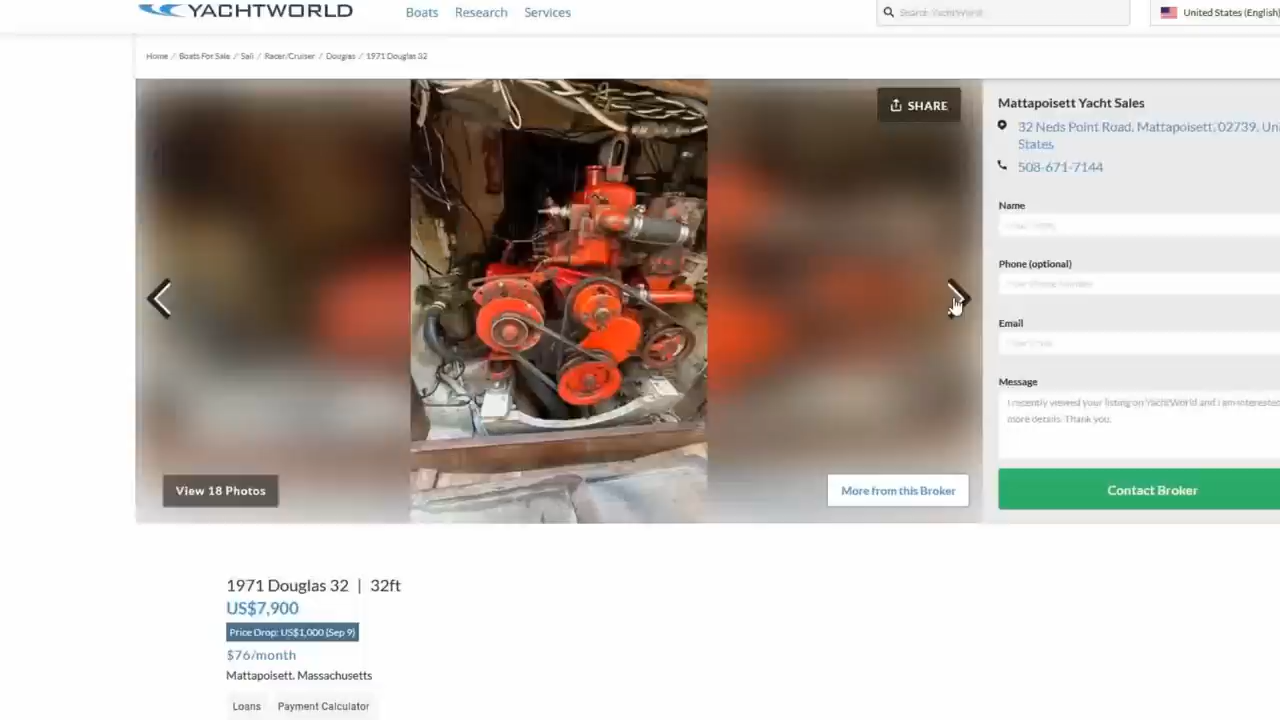 YACHTWORLD
Boats Research Services
Search YachtWorld
United States (English)
Home / Boats For Sale / Sail / Racer/Cruiser / Douglas / 1971 Douglas 32
SHARE
View 18 Photos
More from this Broker
Mattapoisett Yacht Sales
32 Neds Point Road, Mattapoisett, 02739, Uni
States
508-671-7144
Name
Phone (optional)
Email
Message
I recently viewed your listing on YachtWorld and I am interested
more details. Thank you.
Contact Broker
1971 Douglas 32 | 32ft
US$7,900
Price Drop: US$1,000 (Sep 9)
$76/month
Mattapoisett, Massachusetts
Loans Payment Calculator